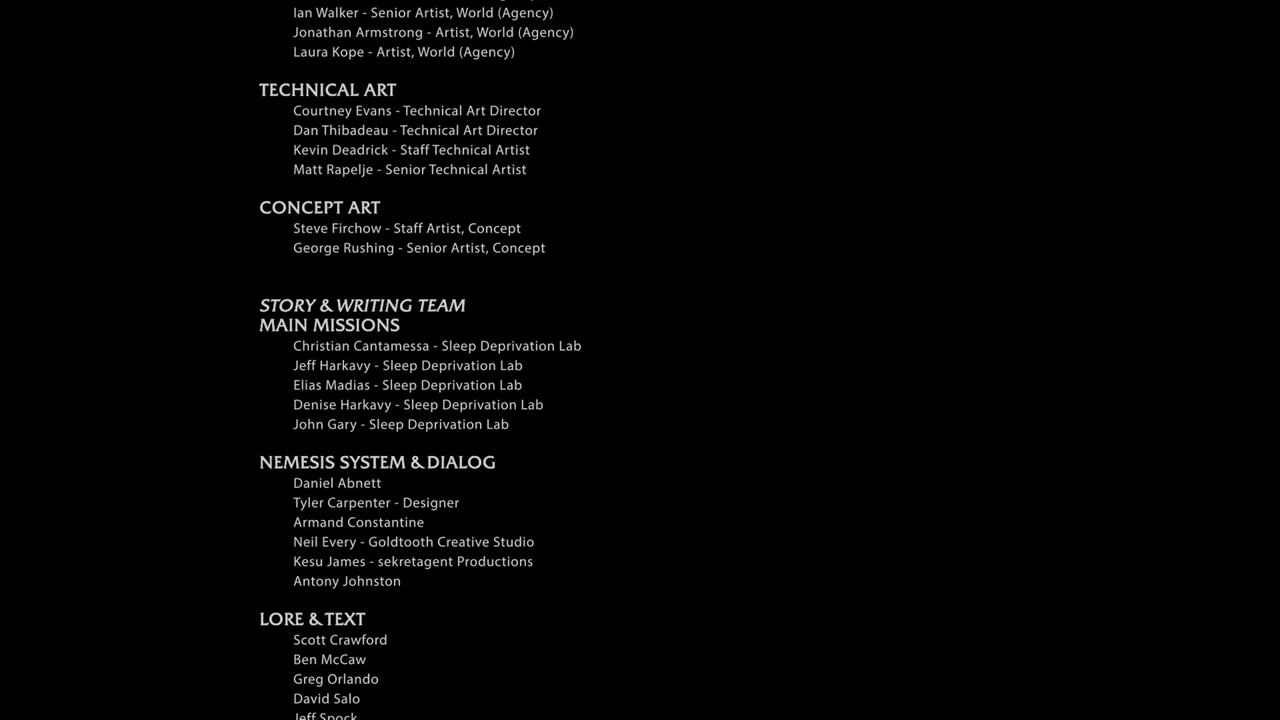 Ian Walker - Senior Artist, World (Agency)
Jonathan Armstrong - Artist, World (Agency)
Laura Kope - Artist, World (Agency)
TECHNICAL ART
Courtney Evans - Technical Art Director
Dan Thibadeau - Technical Art Director
Kevin Deadrick - Staff Technical Artist
Matt Rapelje - Senior Technical Artist
CONCEPT ART
Steve Firchow - Staff Artist, Concept
George Rushing - Senior Artist, Concept
STORY & WRITING TEAM
MAIN MISSIONS
Christian Cantamessa - Sleep Deprivation Lab
Jeff Harkavy - Sleep Deprivation Lab
Elias Madias - Sleep Deprivation Lab
Denise Harkavy - Sleep Deprivation Lab
John Gary - Sleep Deprivation Lab
NEMESIS SYSTEM & DIALOG
Daniel Abnett
Tyler Carpenter - Designer
Armand Constantine
Neil Every - Goldtooth Creative Studio
Kesu James - sekretagent Productions
Antony Johnston
LORE & TEXT
Scott Crawford
Ben McCaw
Greg Orlando
David Salo
Jeff Spock